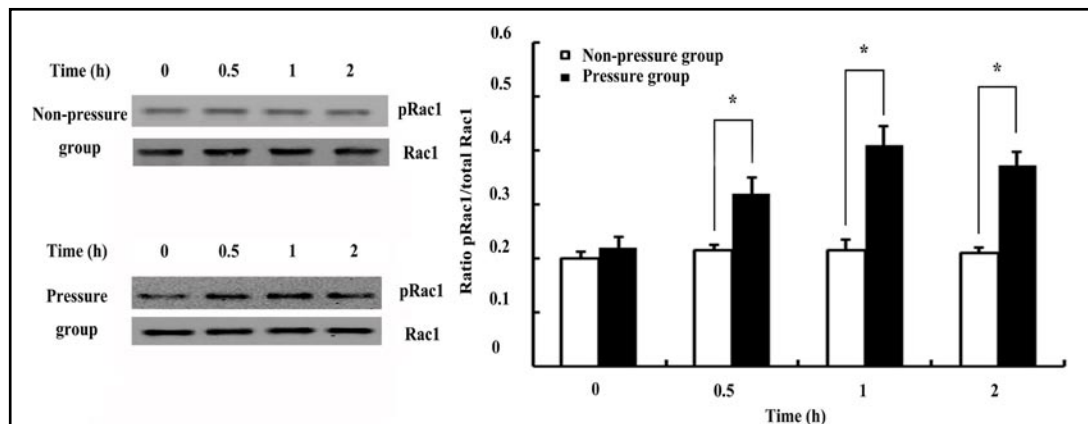 Time (h) 0 0.5 1 2
Non-pressure group
pRac1
Rac1
Time (h) 0 0.5 1 2
Pressure group
pRac1
Rac1
Ratio pRac1/total Rac1
0.6
0.5
0.4
0.3
0.2
0.1
0
Non-pressure group
Pressure group
*
*
*
0 0.5 1 2
Time (h)